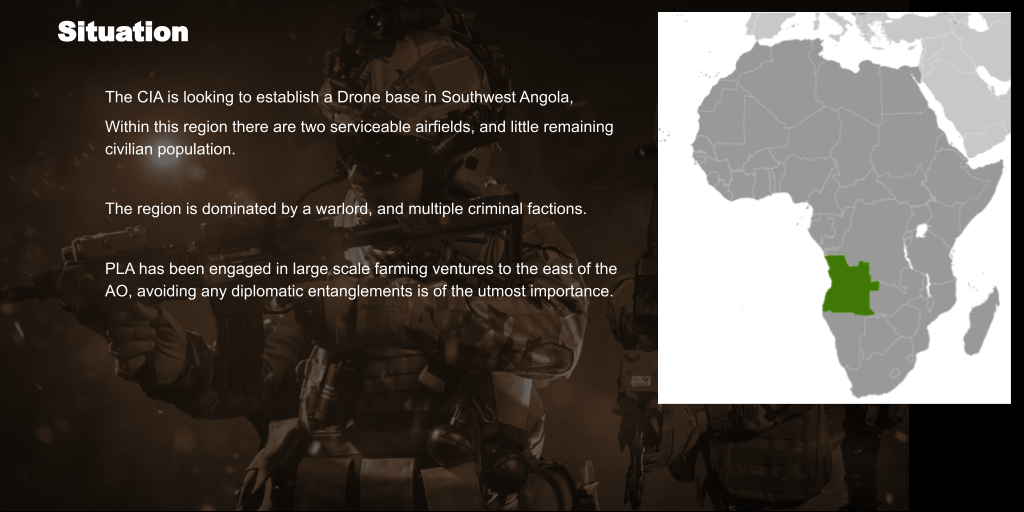 Situation
The CIA is looking to establish a Drone base in Southwest Angola,
Within this region there are two serviceable airfields, and little remaining
civilian population.
The region is dominated by a warlord, and multiple criminal factions.
PLA has been engaged in large scale farming ventures to the east of the
AO, avoiding any diplomatic entanglements is of the utmost importance.